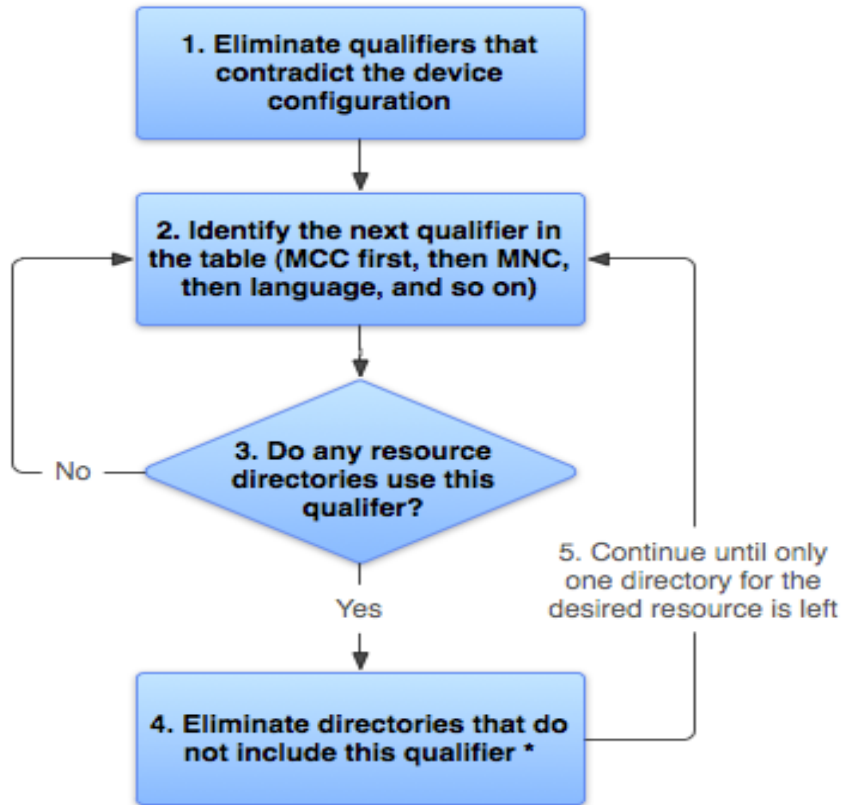 1. Eliminate qualifiers that
contradict the device
configuration
2. Identify the next qualifier in
the table (MCC first, then MNC,
then language, and so on)
3. Do any resource
directories use this
qualifer?
No
Yes
5. Continue until only
one directory for the
desired resource is left
4. Eliminate directories that do
not include this qualifier *